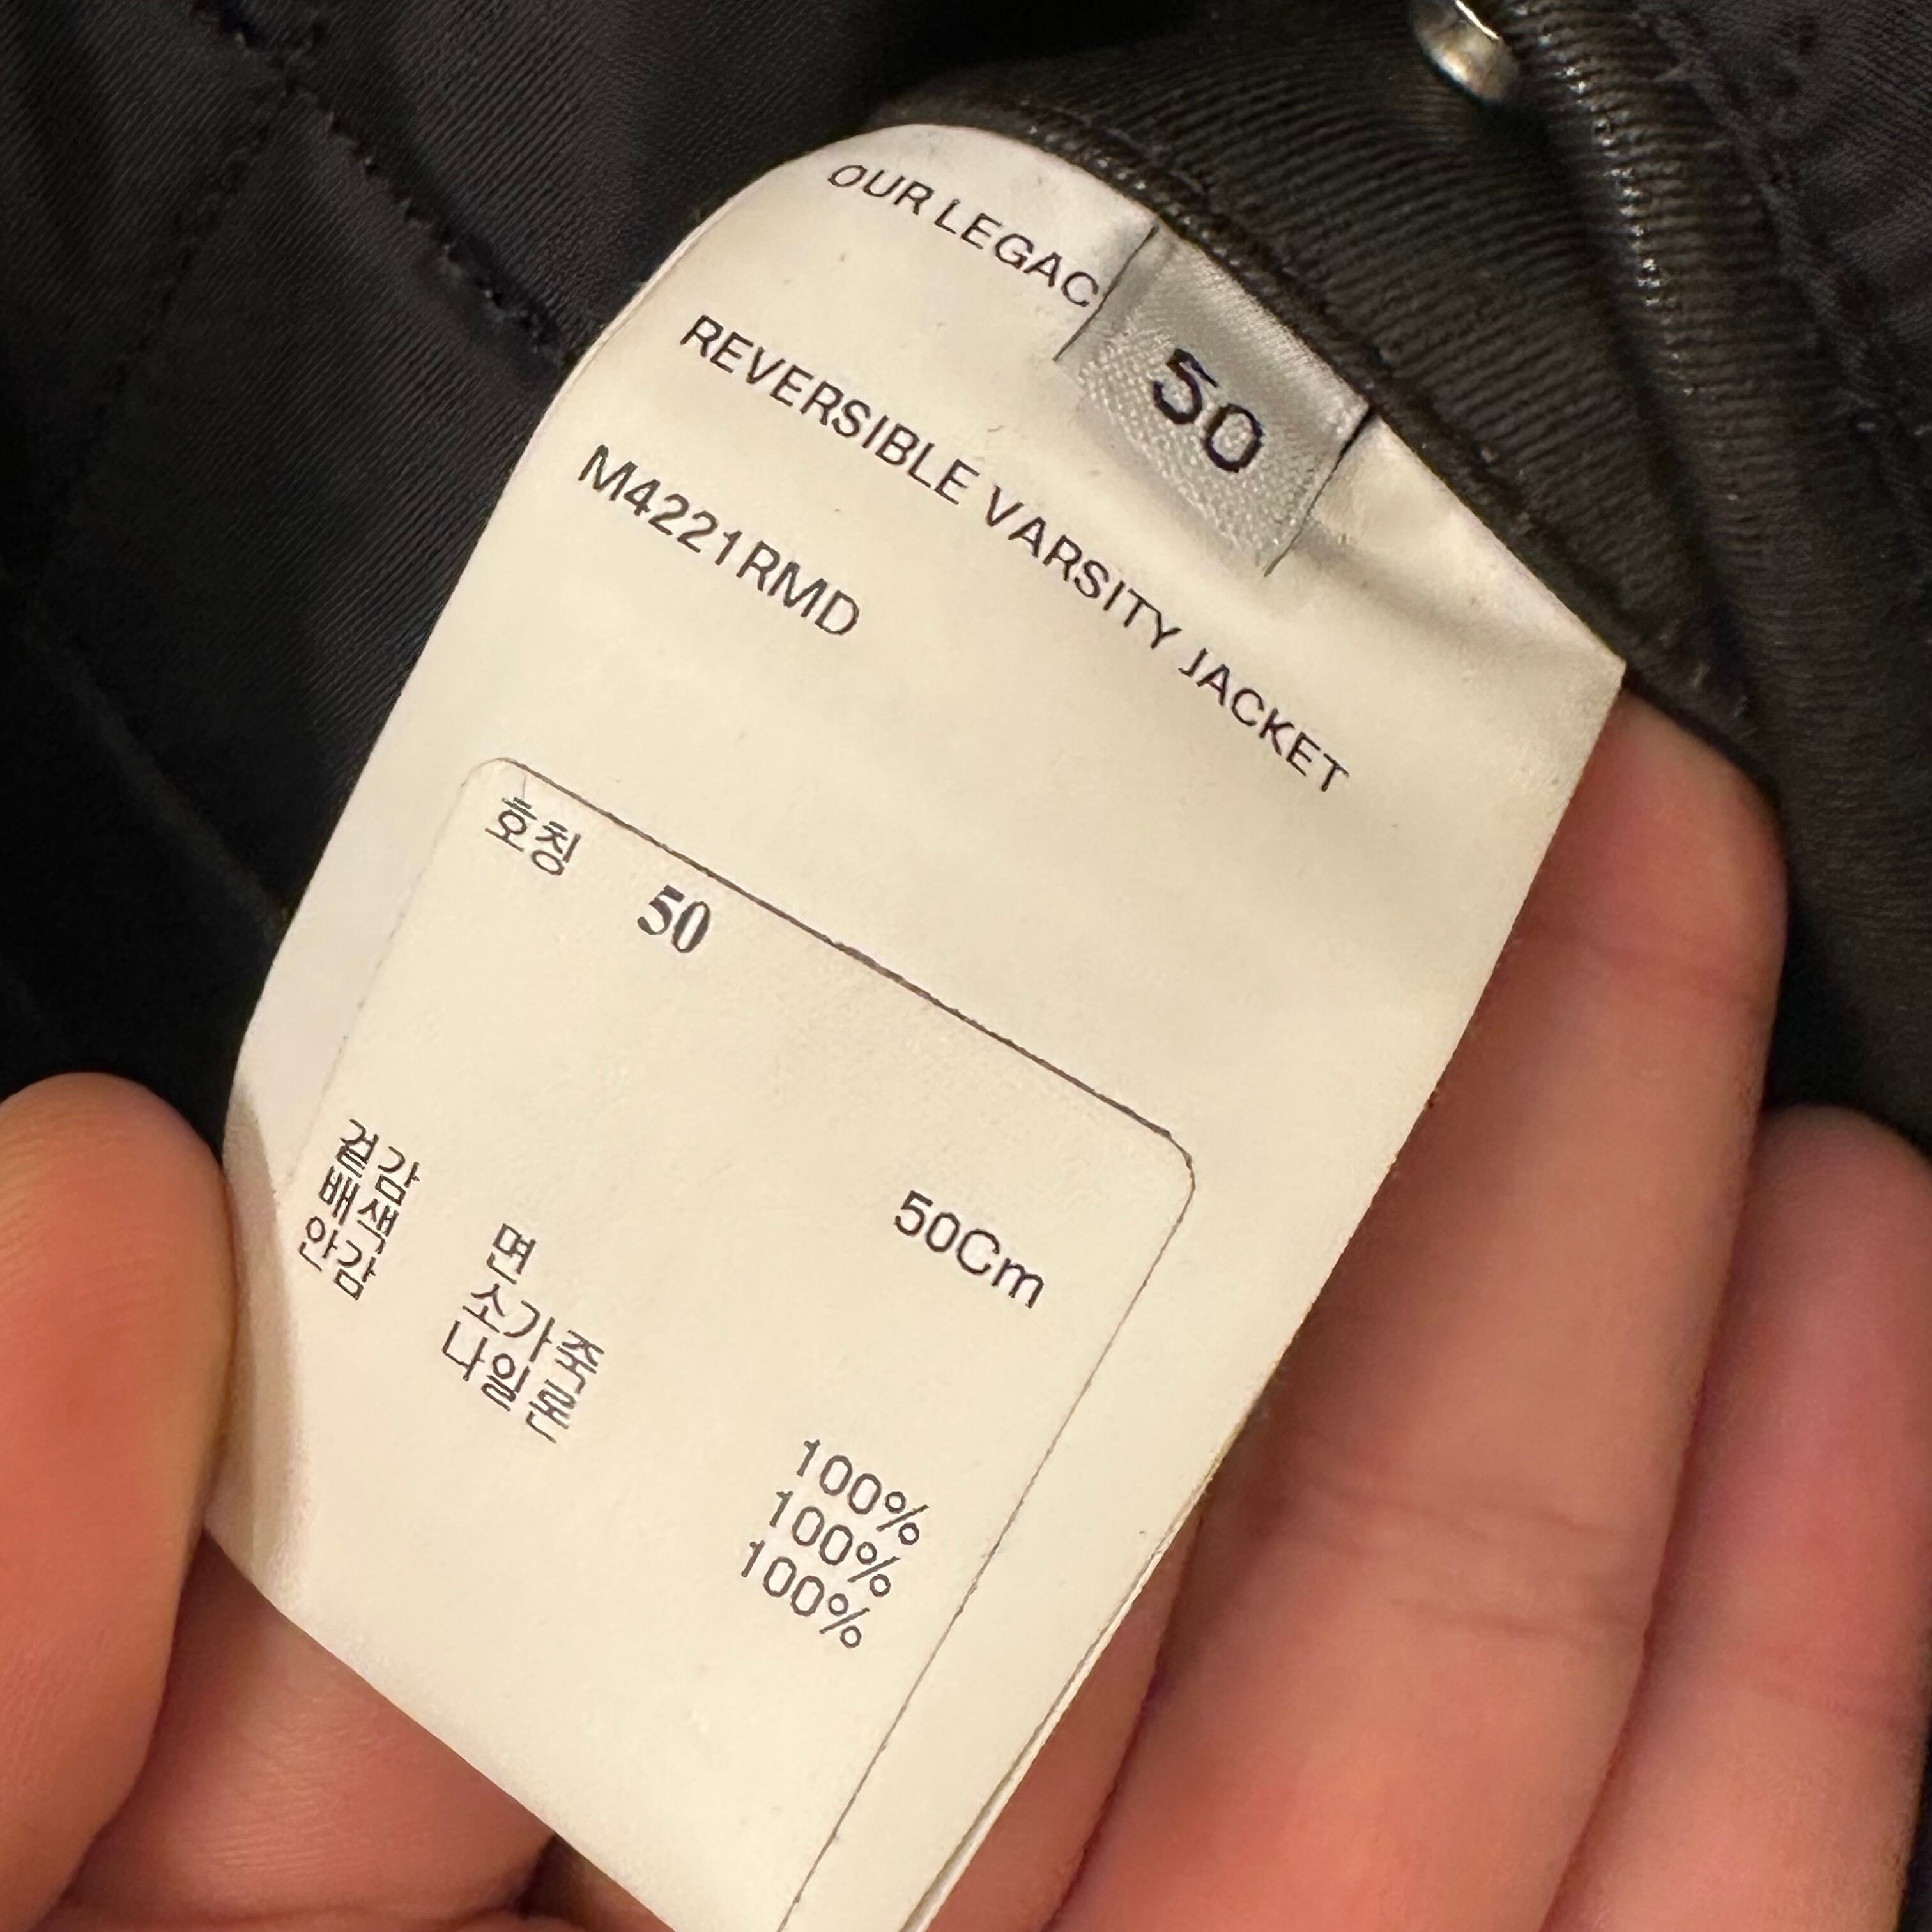 OUR LEGAC
50
REVERSIBLE VARSITY JACKET
M4221RMD
호칭 50
50Cm
겉감 면 100%
배색 소가죽 100%
안감 나일론 100%